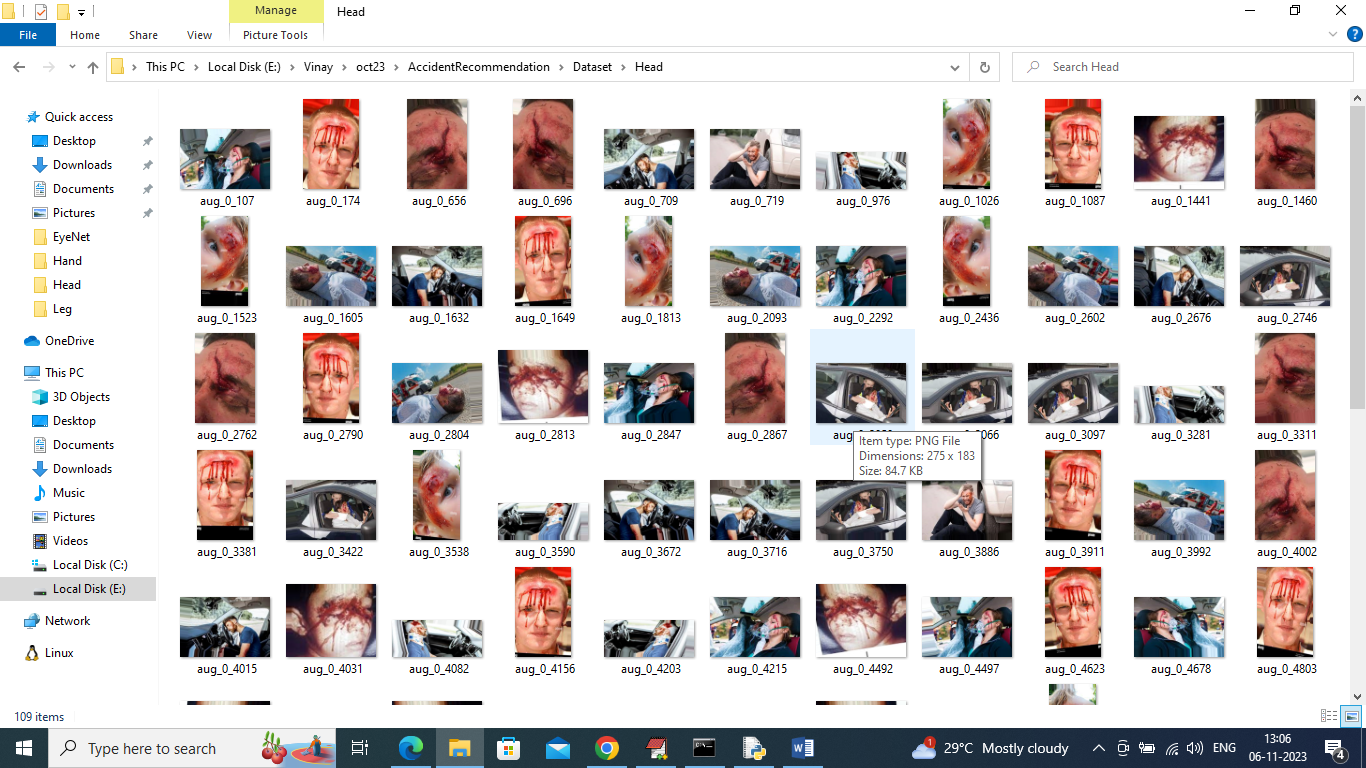 Manage
Head
File
Home
Share
View
Picture Tools
This PC
Local Disk (E:)
Vinay
oct23
AccidentRecommendation
Dataset
Head
Search Head
Quick access
Desktop
Downloads
Documents
Pictures
EyeNet
Hand
Head
Leg
OneDrive
This PC
3D Objects
Desktop
Documents
Downloads
Music
Pictures
Videos
Local Disk (C:)
Local Disk (E:)
Network
Linux
aug_0_107
aug_0_174
aug_0_656
aug_0_696
aug_0_709
aug_0_719
aug_0_976
aug_0_1026
aug_0_1087
aug_0_1441
aug_0_1460
aug_0_1523
aug_0_1605
aug_0_1632
aug_0_1649
aug_0_1813
aug_0_2093
aug_0_2292
aug_0_2436
aug_0_2602
aug_0_2676
aug_0_2746
aug_0_2762
aug_0_2790
aug_0_2804
aug_0_2813
aug_0_2847
aug_0_2867
aug_0_3097
aug_0_3281
aug_0_3311
Item type: PNG File
Dimensions: 275 x 183
Size: 84.7 KB
aug_0_3381
aug_0_3422
aug_0_3538
aug_0_3590
aug_0_3672
aug_0_3716
aug_0_3750
aug_0_3886
aug_0_3911
aug_0_3992
aug_0_4002
aug_0_4015
aug_0_4031
aug_0_4082
aug_0_4156
aug_0_4203
aug_0_4215
aug_0_4492
aug_0_4497
aug_0_4623
aug_0_4678
aug_0_4803
109 items
Type here to search
29°C Mostly cloudy
ENG
13:06
06-11-2023
4